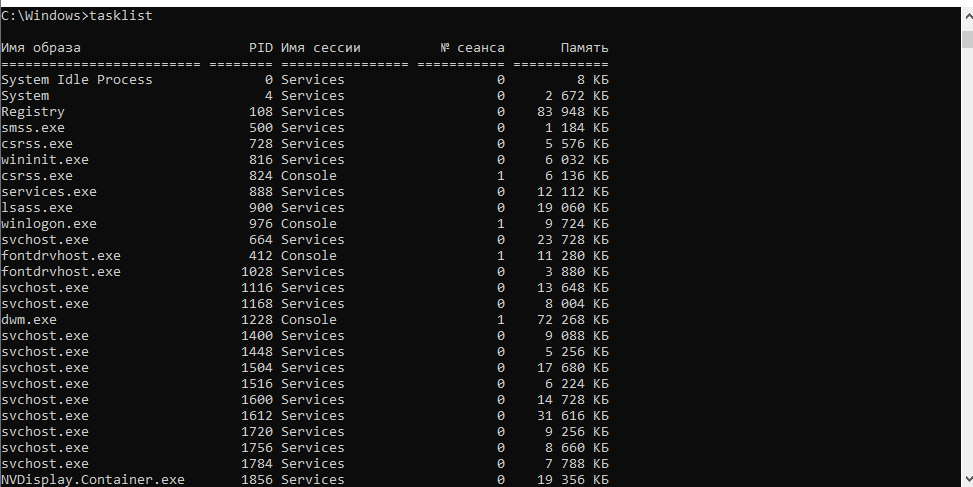 C:\Windows>tasklist
Имя образа                     PID Имя сессии          № сеанса       Память
========================= ======== ================ =========== ============
System Idle Process              0 Services                   0         8 КБ
System                           4 Services                   0     2 672 КБ
Registry                       108 Services                   0    83 948 КБ
smss.exe                       500 Services                   0     1 184 КБ
csrss.exe                      728 Services                   0     5 576 КБ
wininit.exe                    816 Services                   0     6 032 КБ
csrss.exe                      824 Console                    1     6 136 КБ
services.exe                   888 Services                   0    12 112 КБ
lsass.exe                      900 Services                   0    19 060 КБ
winlogon.exe                   976 Console                    1     9 724 КБ
svchost.exe                    664 Services                   0    23 728 КБ
fontdrvhost.exe                412 Console                    1    11 280 КБ
fontdrvhost.exe               1028 Services                   0     3 880 КБ
svchost.exe                   1116 Services                   0    13 648 КБ
svchost.exe                   1168 Services                   0     8 004 КБ
dwm.exe                       1228 Console                    1    72 268 КБ
svchost.exe                   1400 Services                   0     9 088 КБ
svchost.exe                   1448 Services                   0     5 256 КБ
svchost.exe                   1504 Services                   0    17 680 КБ
svchost.exe                   1516 Services                   0     6 224 КБ
svchost.exe                   1600 Services                   0    14 728 КБ
svchost.exe                   1612 Services                   0    31 616 КБ
svchost.exe                   1720 Services                   0     9 256 КБ
svchost.exe                   1756 Services                   0     8 660 КБ
svchost.exe                   1784 Services                   0     7 788 КБ
NVDisplay.Container.exe       1856 Services                   0    19 356 КБ